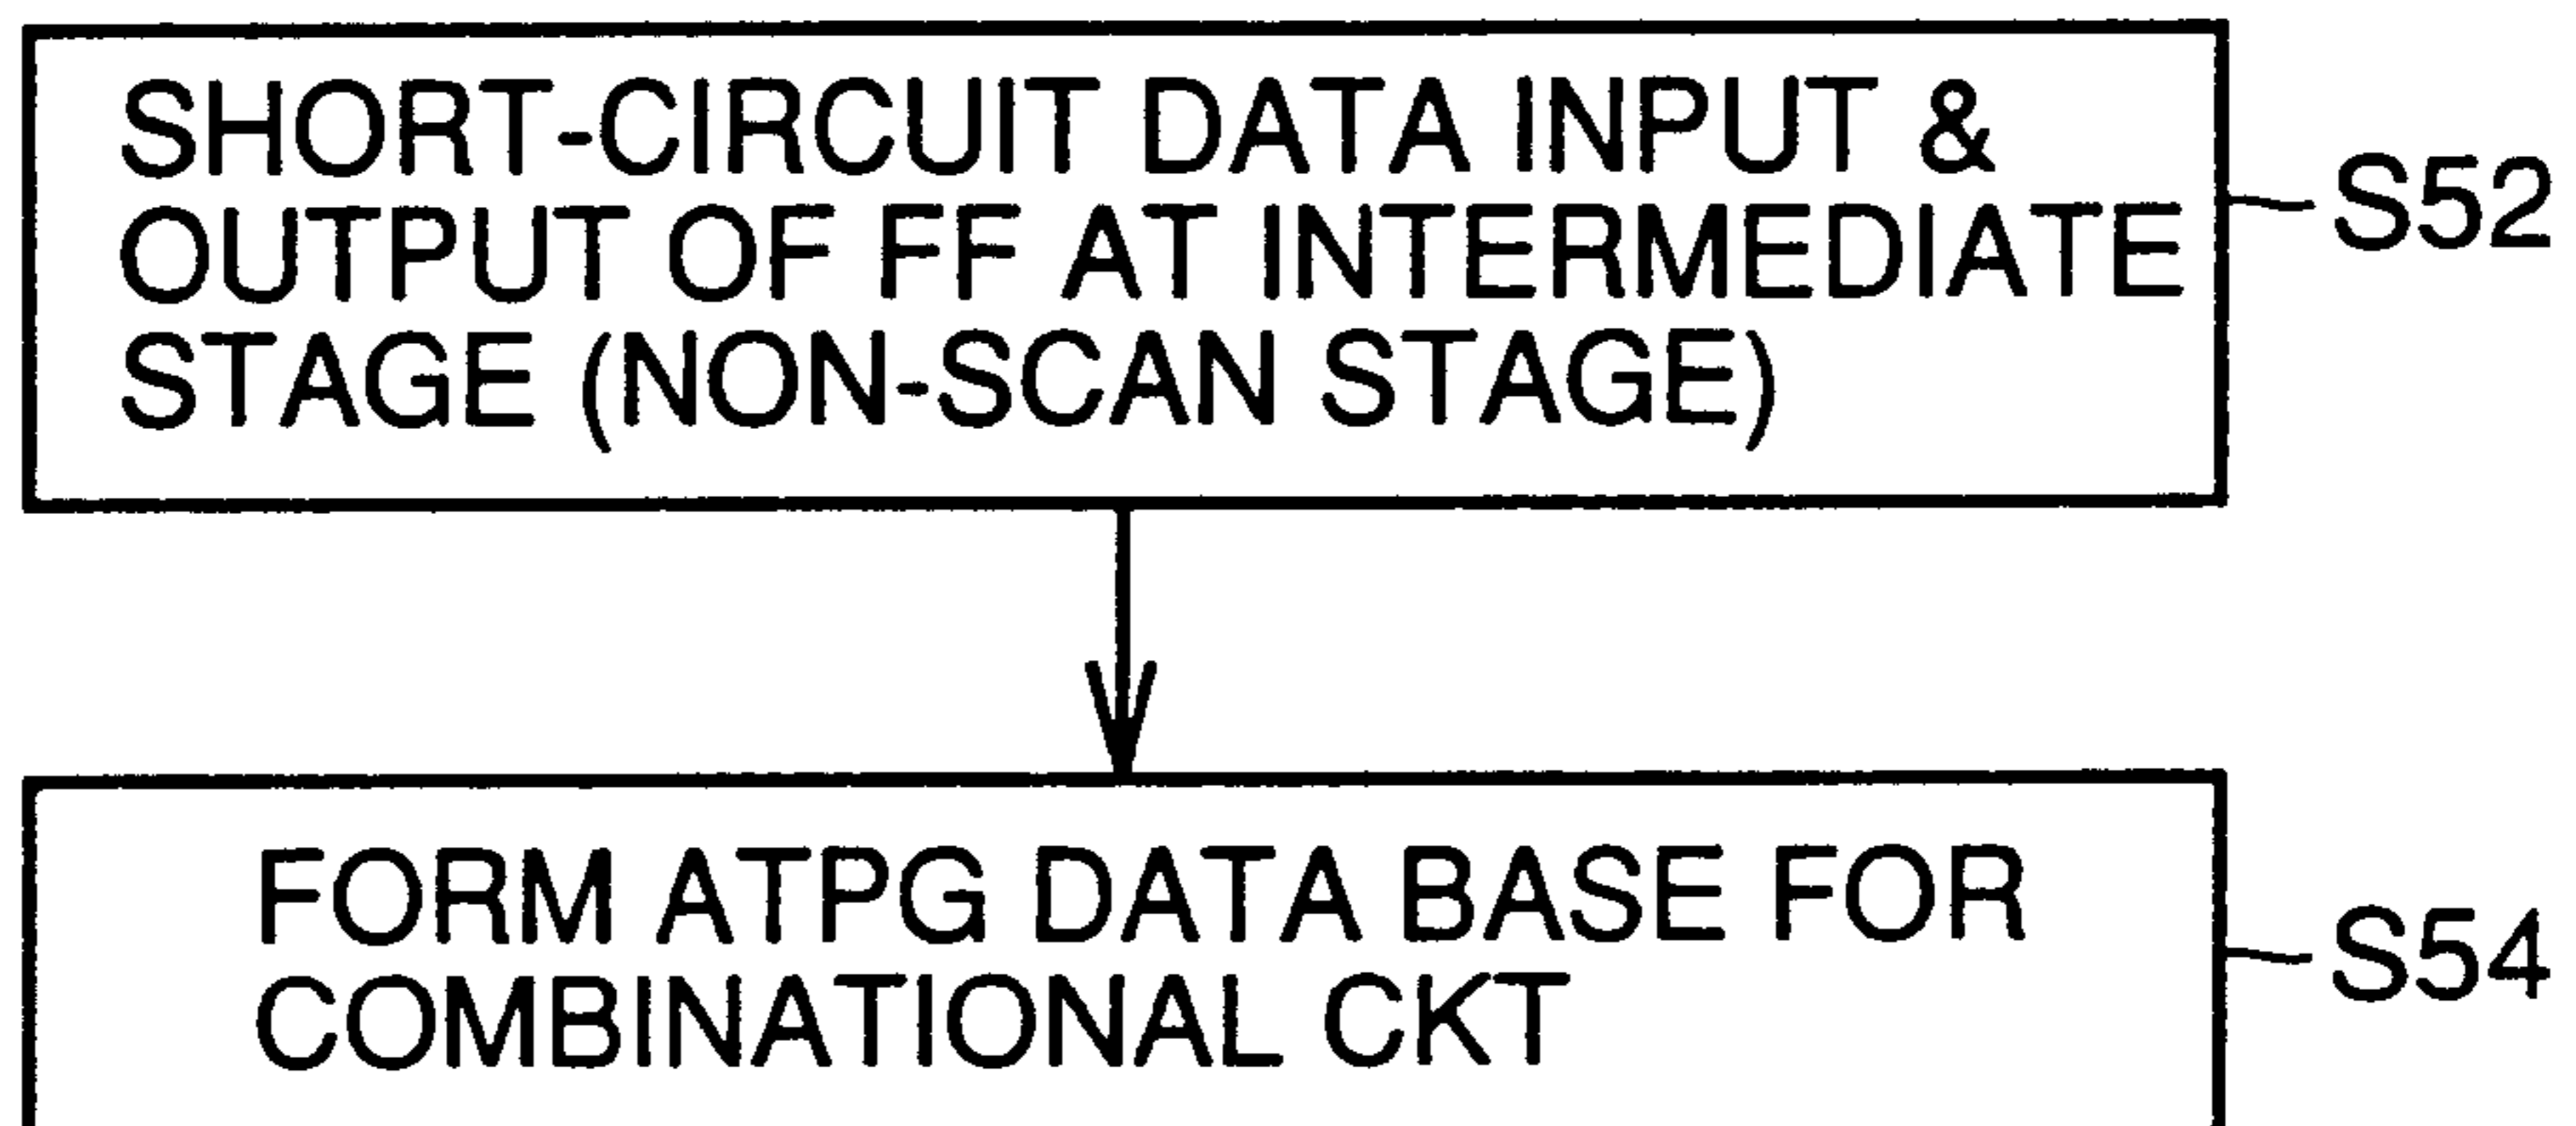 SHORT-CIRCUIT DATA INPUT &
OUTPUT OF FF AT INTERMEDIATE
STAGE (NON-SCAN STAGE)
S52
FORM ATPG DATA BASE FOR
COMBINATIONAL CKT
S54